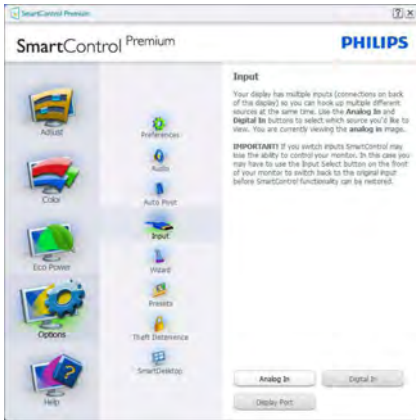 SmartControl Premium
SmartControl Premium
PHILIPS
Adjust
Color
Eco Power
Options
Help
Preferences
Audio
Auto Pivot
Input
Wizard
Presets
Theft Deterrence
SmartDesktop
Input
Your display has multiple inputs (connections on back
of this display) so you can hook up multiple different
sources at the same time. Use the Analog In and
Digital In buttons to select which source you'd like to
view. You are currently viewing the analog in image.
IMPORTANT! If you switch inputs SmartControl may
lose the ability to control your monitor. In this case you
may have to use the Input Select button on the front
of your monitor to switch back to the original input
before SmartControl functionality can be restored.
Analog In
Digital In
Display Port